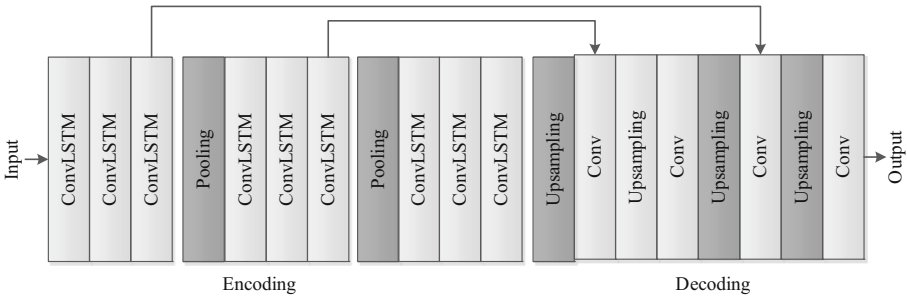 Input
ConvLSTM
ConvLSTM
ConvLSTM
Pooling
ConvLSTM
ConvLSTM
ConvLSTM
Pooling
ConvLSTM
ConvLSTM
ConvLSTM
Upsampling
Conv
Upsampling
Conv
Upsampling
Conv
Upsampling
Conv
Output
Encoding
Decoding